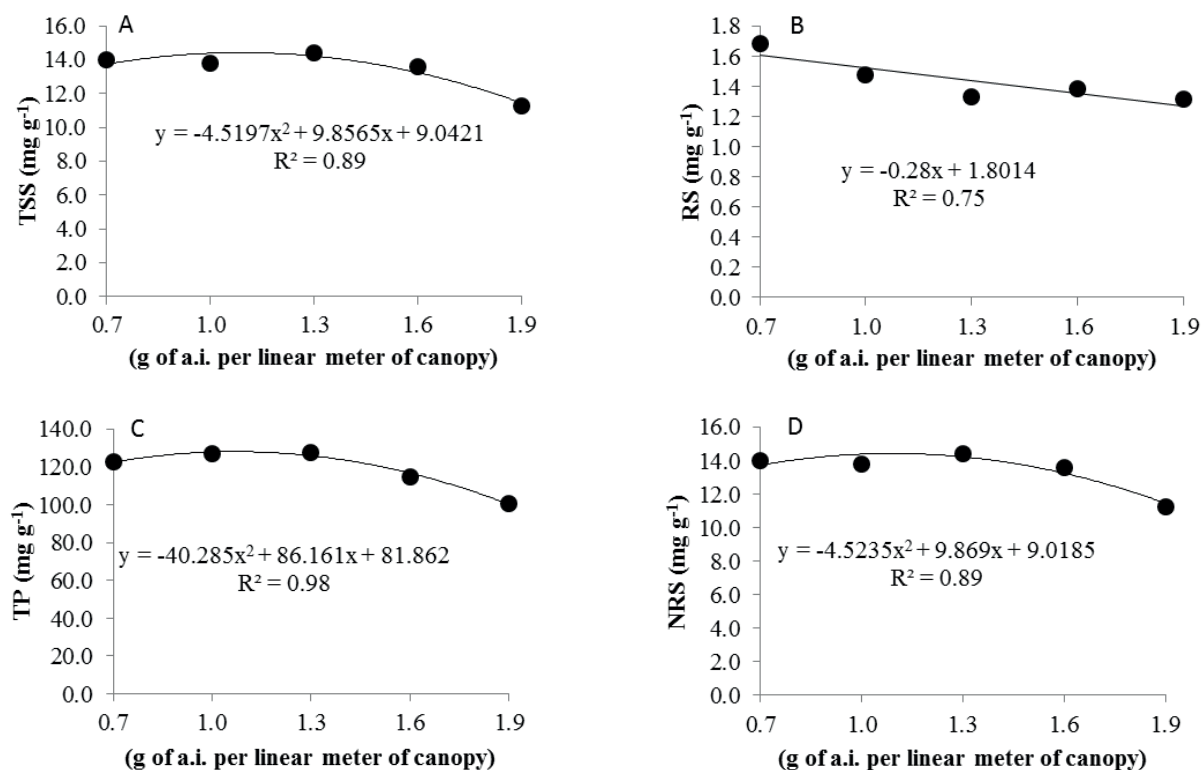 A
TSS (mg g⁻¹)
16.0
14.0
12.0
10.0
8.0
6.0
4.0
2.0
0.0
y = -4.5197x² + 9.8565x + 9.0421
R² = 0.89
0.7 1.0 1.3 1.6 1.9
(g of a.i. per linear meter of canopy)
B
RS (mg g⁻¹)
1.8
1.6
1.4
1.2
1.0
0.8
0.6
0.4
0.2
0.0
y = -0.28x + 1.8014
R² = 0.75
0.7 1.0 1.3 1.6 1.9
(g of a.i. per linear meter of canopy)
C
TP (mg g⁻¹)
140.0
120.0
100.0
80.0
60.0
40.0
20.0
0.0
y = -40.285x² + 86.161x + 81.862
R² = 0.98
0.7 1.0 1.3 1.6 1.9
(g of a.i. per linear meter of canopy)
D
NRS (mg g⁻¹)
16.0
14.0
12.0
10.0
8.0
6.0
4.0
2.0
0.0
y = -4.5235x² + 9.869x + 9.0185
R² = 0.89
0.7 1.0 1.3 1.6 1.9
(g of a.i. per linear meter of canopy)